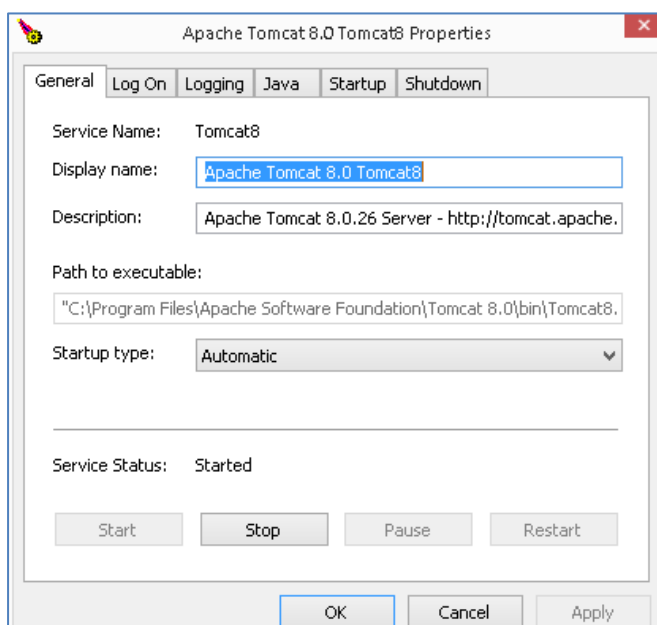 Apache Tomcat 8.0 Tomcat8 Properties
General Log On Logging Java Startup Shutdown
Service Name: Tomcat8
Display name: Apache Tomcat 8.0 Tomcat8
Description: Apache Tomcat 8.0.26 Server - http://tomcat.apache.
Path to executable:
"C:\Program Files\Apache Software Foundation\Tomcat 8.0\bin\Tomcat8.
Startup type: Automatic
Service Status: Started
Start Stop Pause Restart
OK Cancel Apply